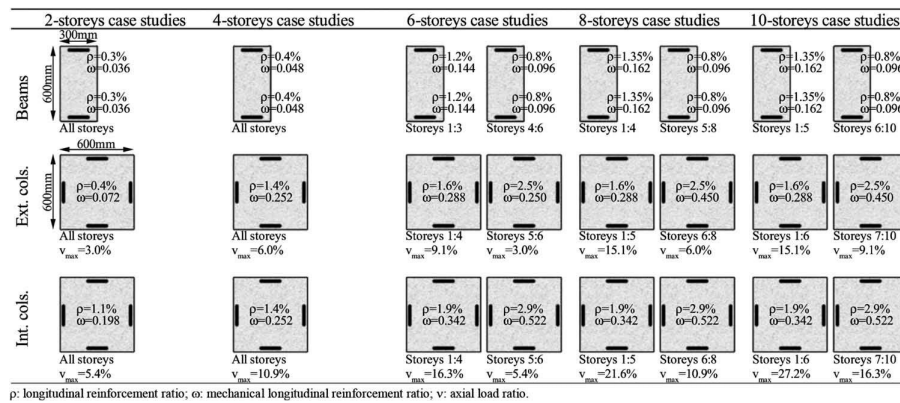 2-storeys case studies 4-storeys case studies 6-storeys case studies 8-storeys case studies 10-storeys case studies
300mm
600mm
Beams
ρ=0.3% ρ=0.4% ρ=1.2% ρ=0.8% ρ=1.35% ρ=0.8% ρ=1.35% ρ=0.8%
ω=0.036 ω=0.048 ω=0.144 ω=0.096 ω=0.162 ω=0.096 ω=0.162 ω=0.096
ρ=0.3% ρ=0.4% ρ=1.2% ρ=0.8% ρ=1.35% ρ=0.8% ρ=1.35% ρ=0.8%
ω=0.036 ω=0.048 ω=0.144 ω=0.096 ω=0.162 ω=0.096 ω=0.162 ω=0.096
All storeys All storeys Storeys 1:3 Storeys 4:6 Storeys 1:4 Storeys 5:8 Storeys 1:5 Storeys 6:10
600mm
600mm
Ext. cols.
ρ=0.4% ρ=1.4% ρ=1.6% ρ=2.5% ρ=1.6% ρ=2.5% ρ=1.6% ρ=2.5%
ω=0.072 ω=0.252 ω=0.288 ω=0.250 ω=0.288 ω=0.450 ω=0.288 ω=0.450
All storeys All storeys Storeys 1:4 Storeys 5:6 Storeys 1:5 Storeys 6:8 Storeys 1:6 Storeys 7:10
vmax=3.0% vmax=6.0% vmax=9.1% vmax=3.0% vmax=15.1% vmax=6.0% vmax=15.1% vmax=9.1%
Int. cols.
ρ=1.1% ρ=1.4% ρ=1.9% ρ=2.9% ρ=1.9% ρ=2.9% ρ=1.9% ρ=2.9%
ω=0.198 ω=0.252 ω=0.342 ω=0.522 ω=0.342 ω=0.522 ω=0.342 ω=0.522
All storeys All storeys Storeys 1:4 Storeys 5:6 Storeys 1:5 Storeys 6:8 Storeys 1:6 Storeys 7:10
vmax=5.4% vmax=10.9% vmax=16.3% vmax=5.4% vmax=21.6% vmax=10.9% vmax=27.2% vmax=16.3%
ρ: longitudinal reinforcement ratio; ω: mechanical longitudinal reinforcement ratio; ν: axial load ratio.